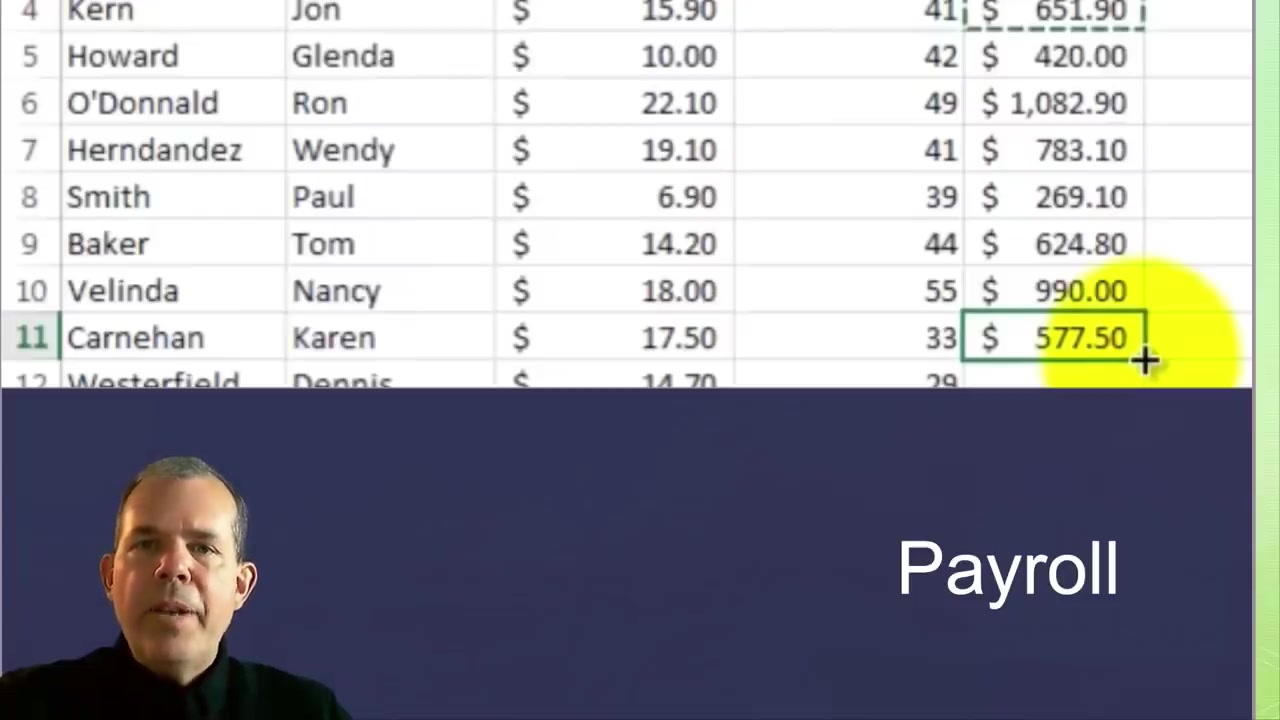 4 Kern Jon $ 15.90 41 $ 651.90
5 Howard Glenda $ 10.00 42 $ 420.00
6 O'Donnald Ron $ 22.10 49 $ 1,082.90
7 Herndandez Wendy $ 19.10 41 $ 783.10
8 Smith Paul $ 6.90 39 $ 269.10
9 Baker Tom $ 14.20 44 $ 624.80
10 Velinda Nancy $ 18.00 55 $ 990.00
11 Carnehan Karen $ 17.50 33 $ 577.50
12 Westerfield Dennis $ 14.70 29
Payroll